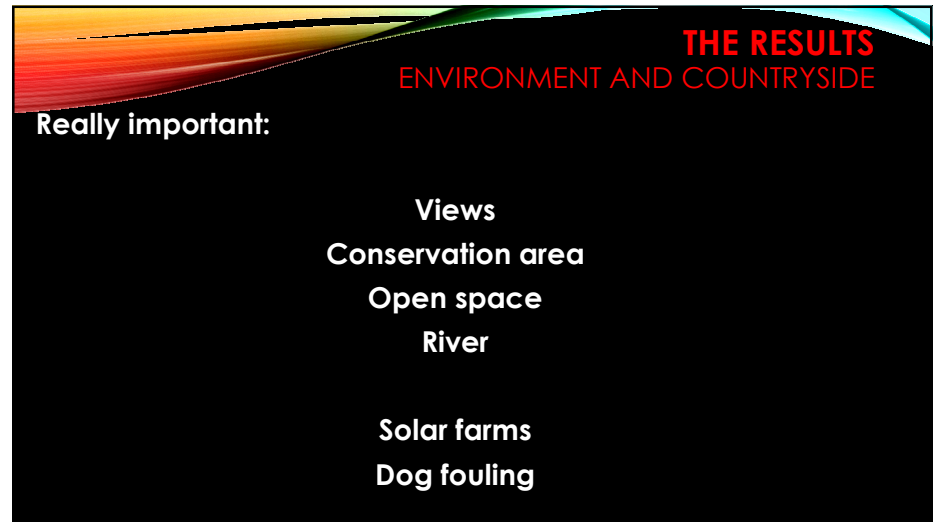 THE RESULTS
ENVIRONMENT AND COUNTRYSIDE
Really important:
Views
Conservation area
Open space
River
Solar farms
Dog fouling